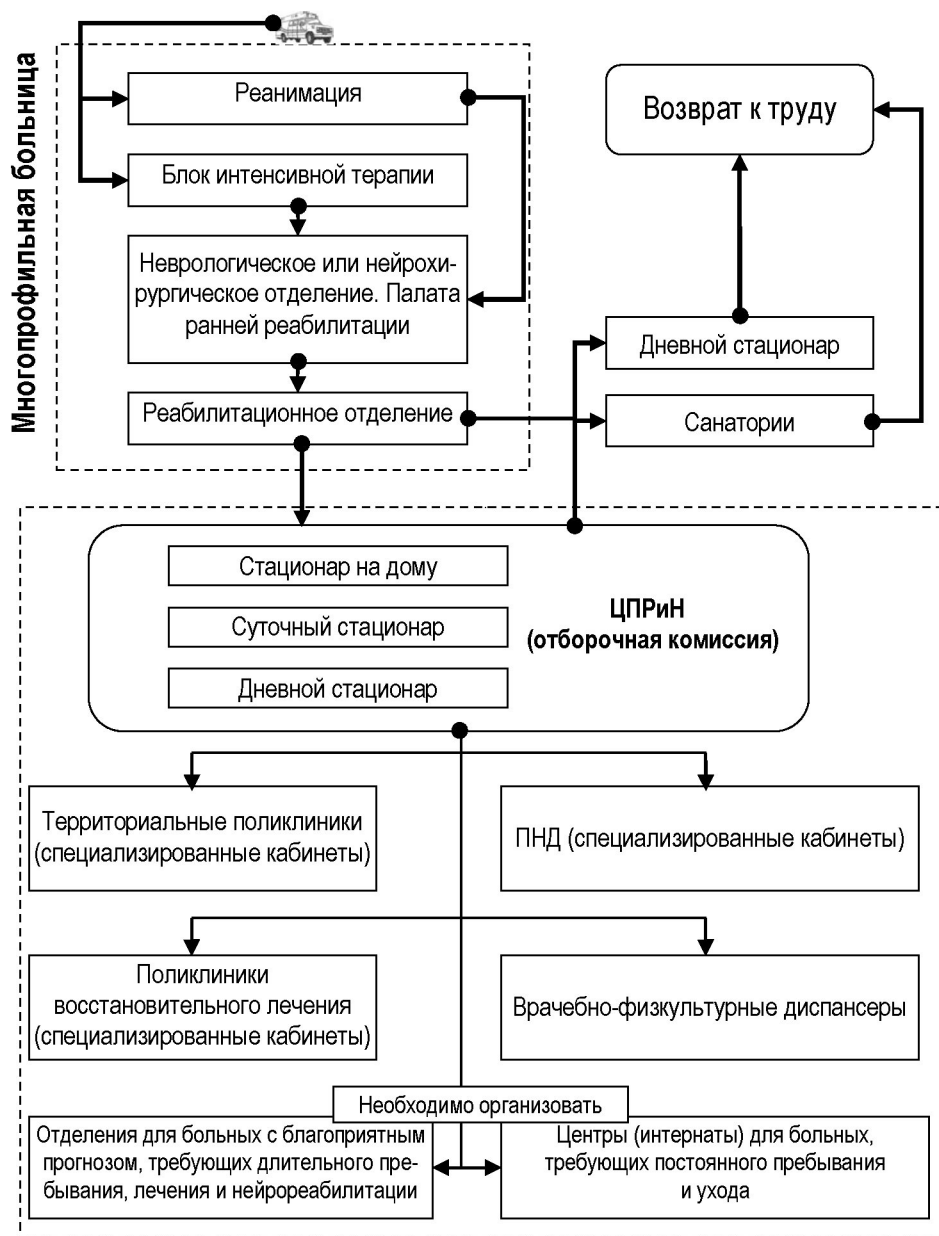 Многопрофильная больница
Реанимация
Блок интенсивной терапии
Неврологическое или нейрохи-
рургическое отделение. Палата
ранней реабилитации
Реабилитационное отделение
Возврат к труду
Дневной стационар
Санатории
Стационар на дому
Суточный стационар
Дневной стационар
ЦПРиН
(отборочная комиссия)
Территориальные поликлиники
(специализированные кабинеты)
ПНД (специализированные кабинеты)
Поликлиники
восстановительного лечения
(специализированные кабинеты)
Врачебно-физкультурные диспансеры
Необходимо организовать
Отделения для больных с благоприятным
прогнозом, требующих длительного пре-
бывания, лечения и нейрореабилитации
Центры (интернаты) для больных,
требующих постоянного пребывания
и ухода